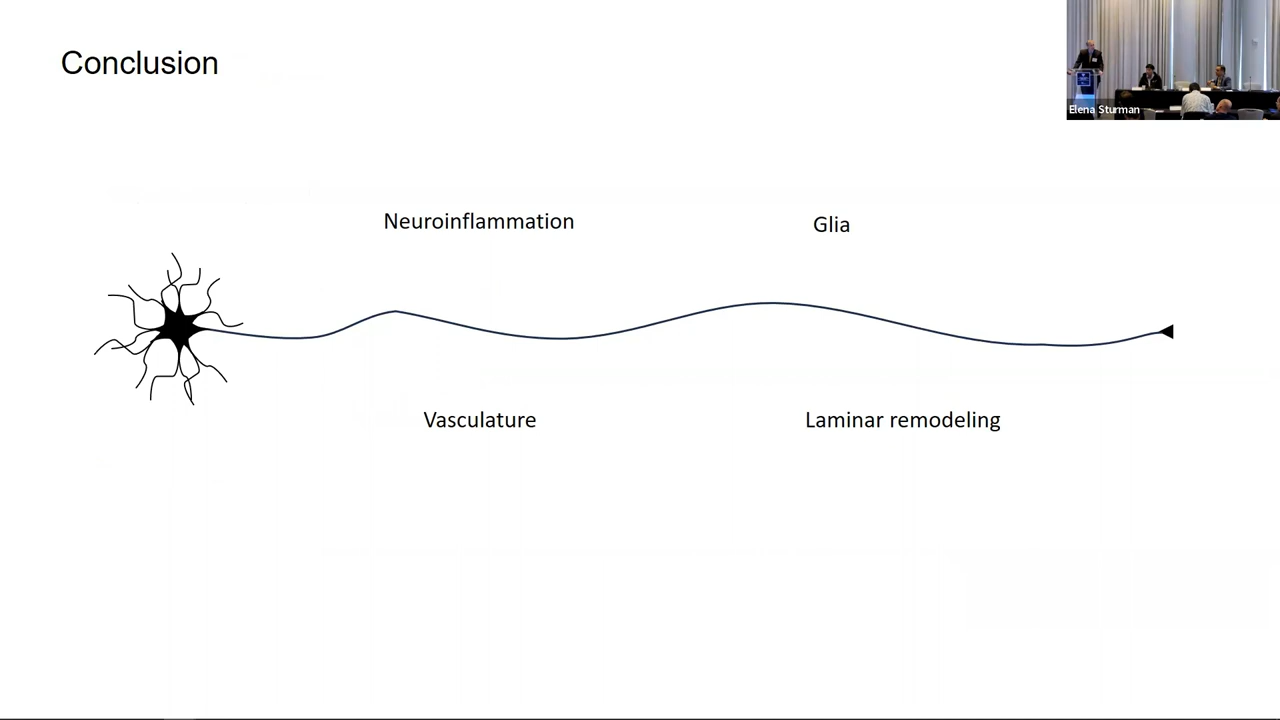 Conclusion
Elena Sturman
Neuroinflammation
Glia
Vasculature
Laminar remodeling